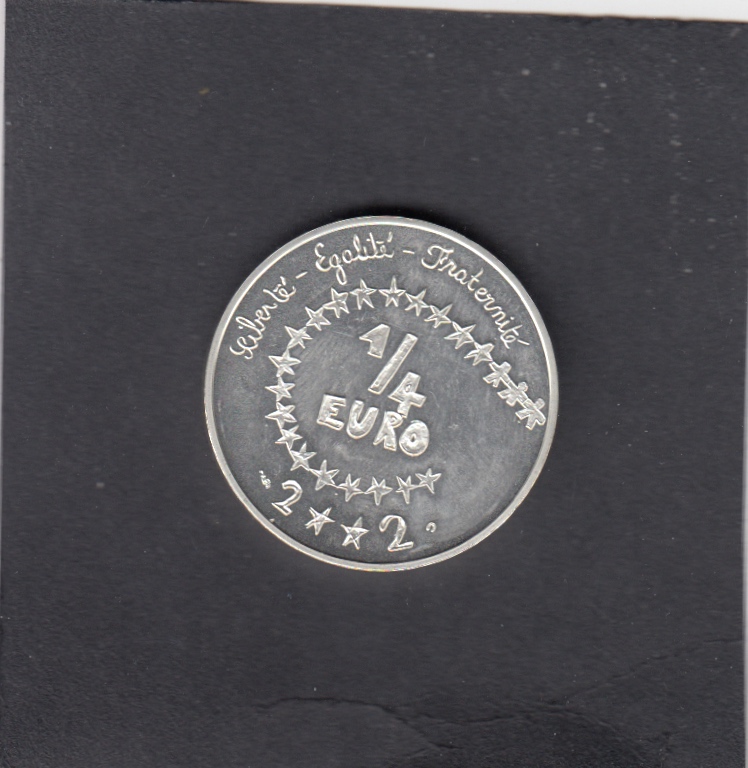 Liberté - Egalité - Fraternité
1/4
EURO
2★★2